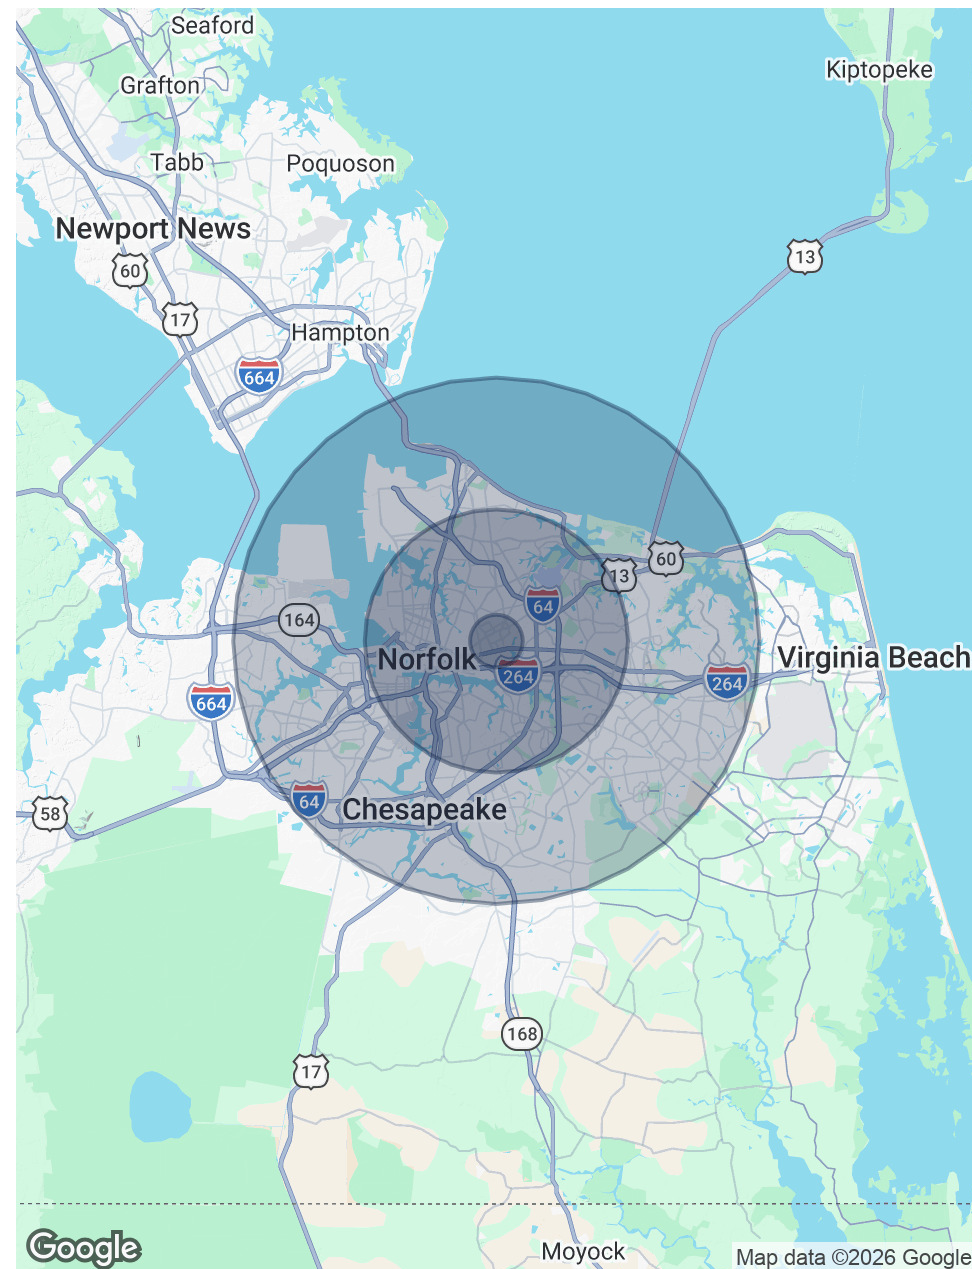 Seaford
Kiptopeke
Grafton
Tabb
Poquoson
Newport News
13
60
17
Hampton
664
60
13
64
164
Norfolk
Virginia Beach
264
264
664
64
Chesapeake
58
168
17
Google
Moyock
Map data ©2026 Google